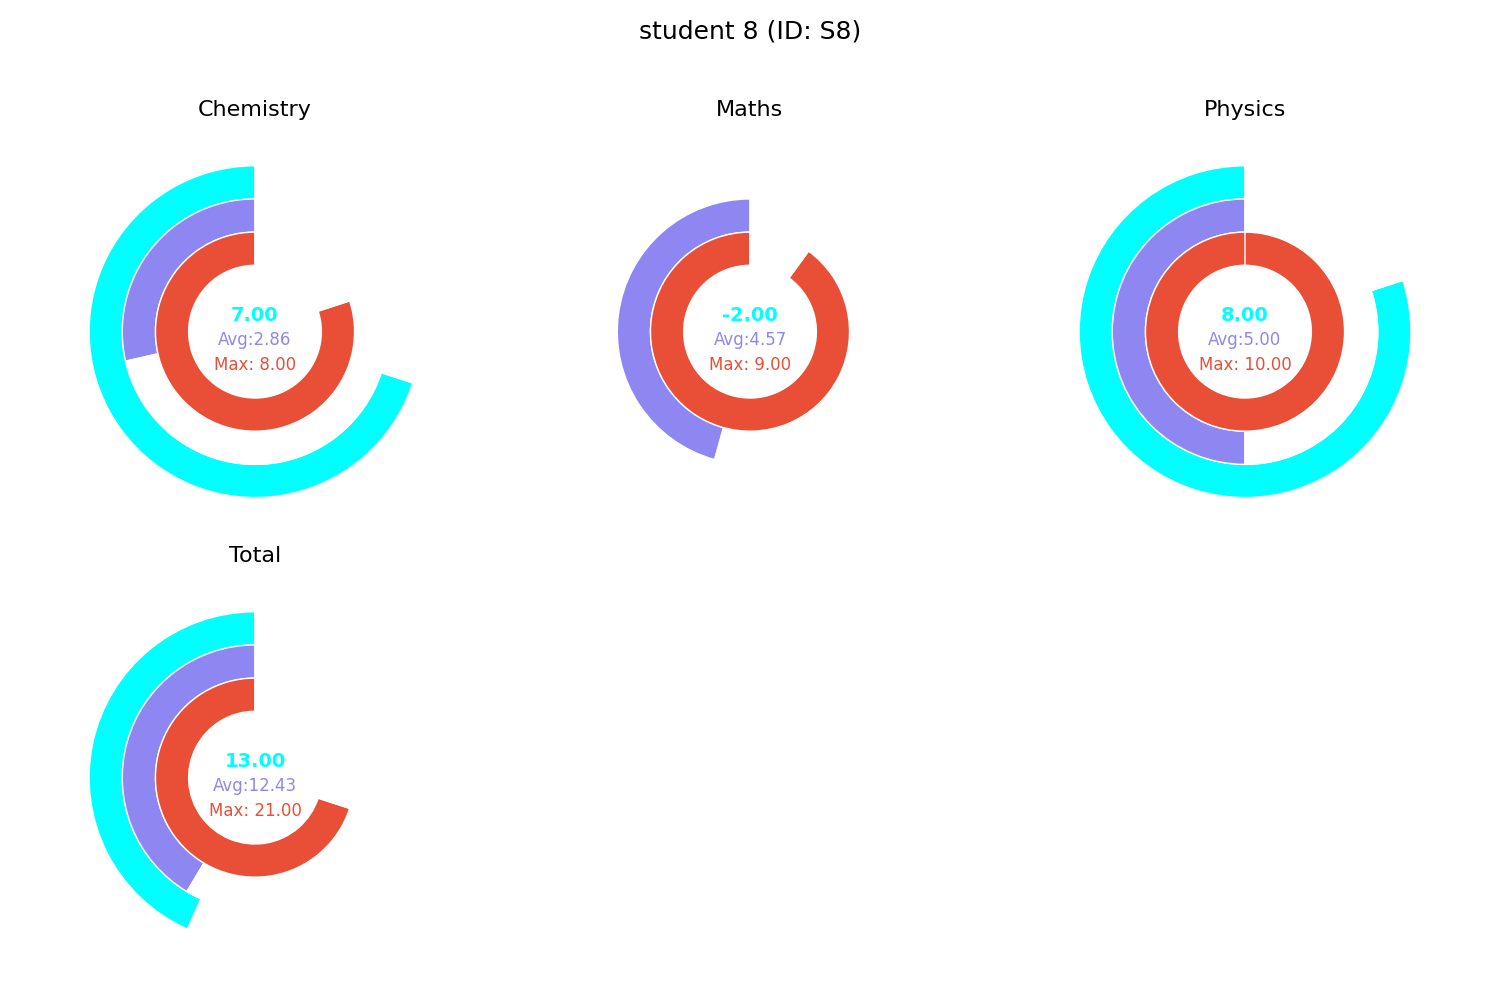 student 8 (ID: S8)
Chemistry
7.00
Avg:2.86
Max: 8.00
Maths
-2.00
Avg:4.57
Max: 9.00
Physics
8.00
Avg:5.00
Max: 10.00
Total
13.00
Avg:12.43
Max: 21.00